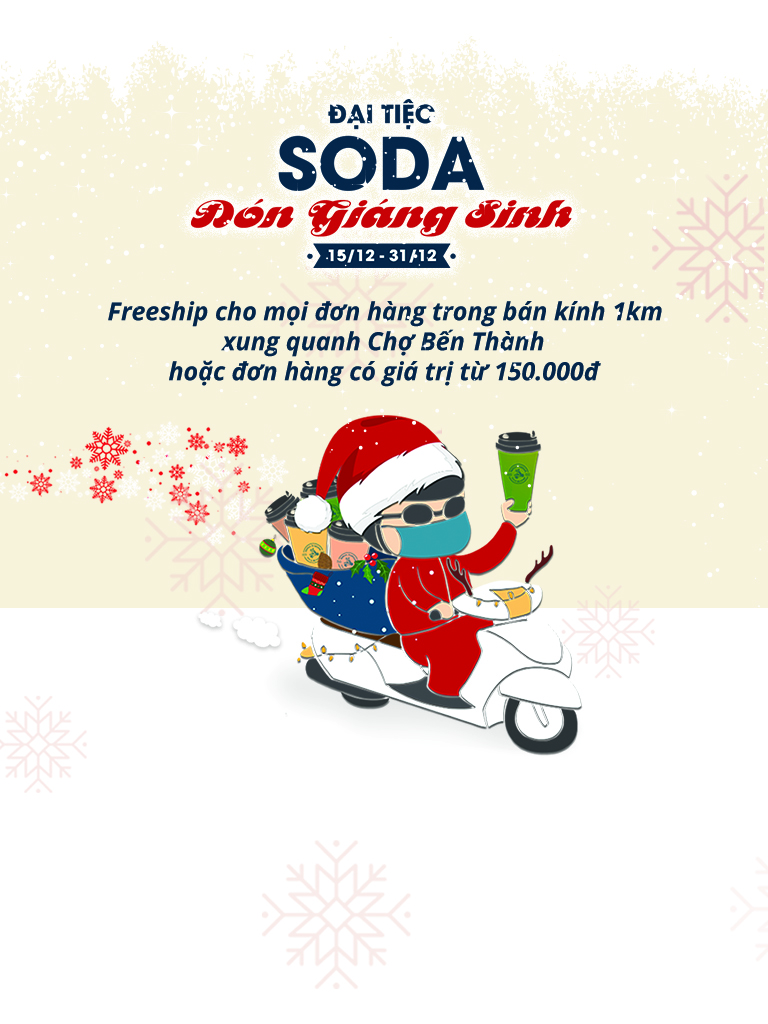 ĐẠI TIỆC
SODA
Đón Giáng Sinh
15/12 - 31/12
Freeship cho mọi đơn hàng trong bán kính 1km
xung quanh Chợ Bến Thành
hoặc đơn hàng có giá trị từ 150.000đ